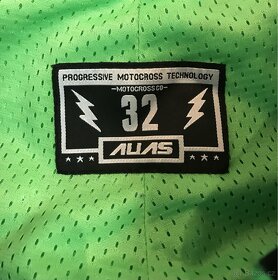 PROGRESSIVE MOTOCROSS TECHNOLOGY
-MOTOCROSS CO-
32
ALIAS